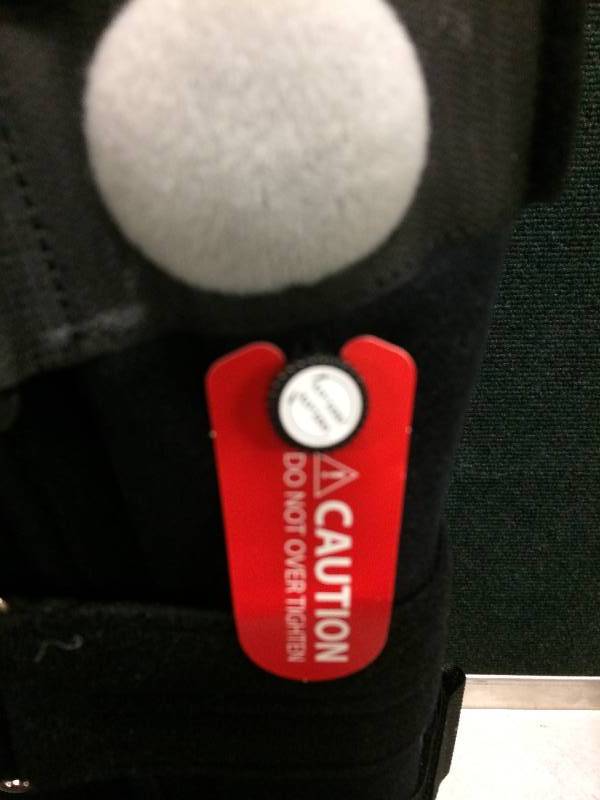 ⚠CAUTION
DO NOT OVER TIGHTEN